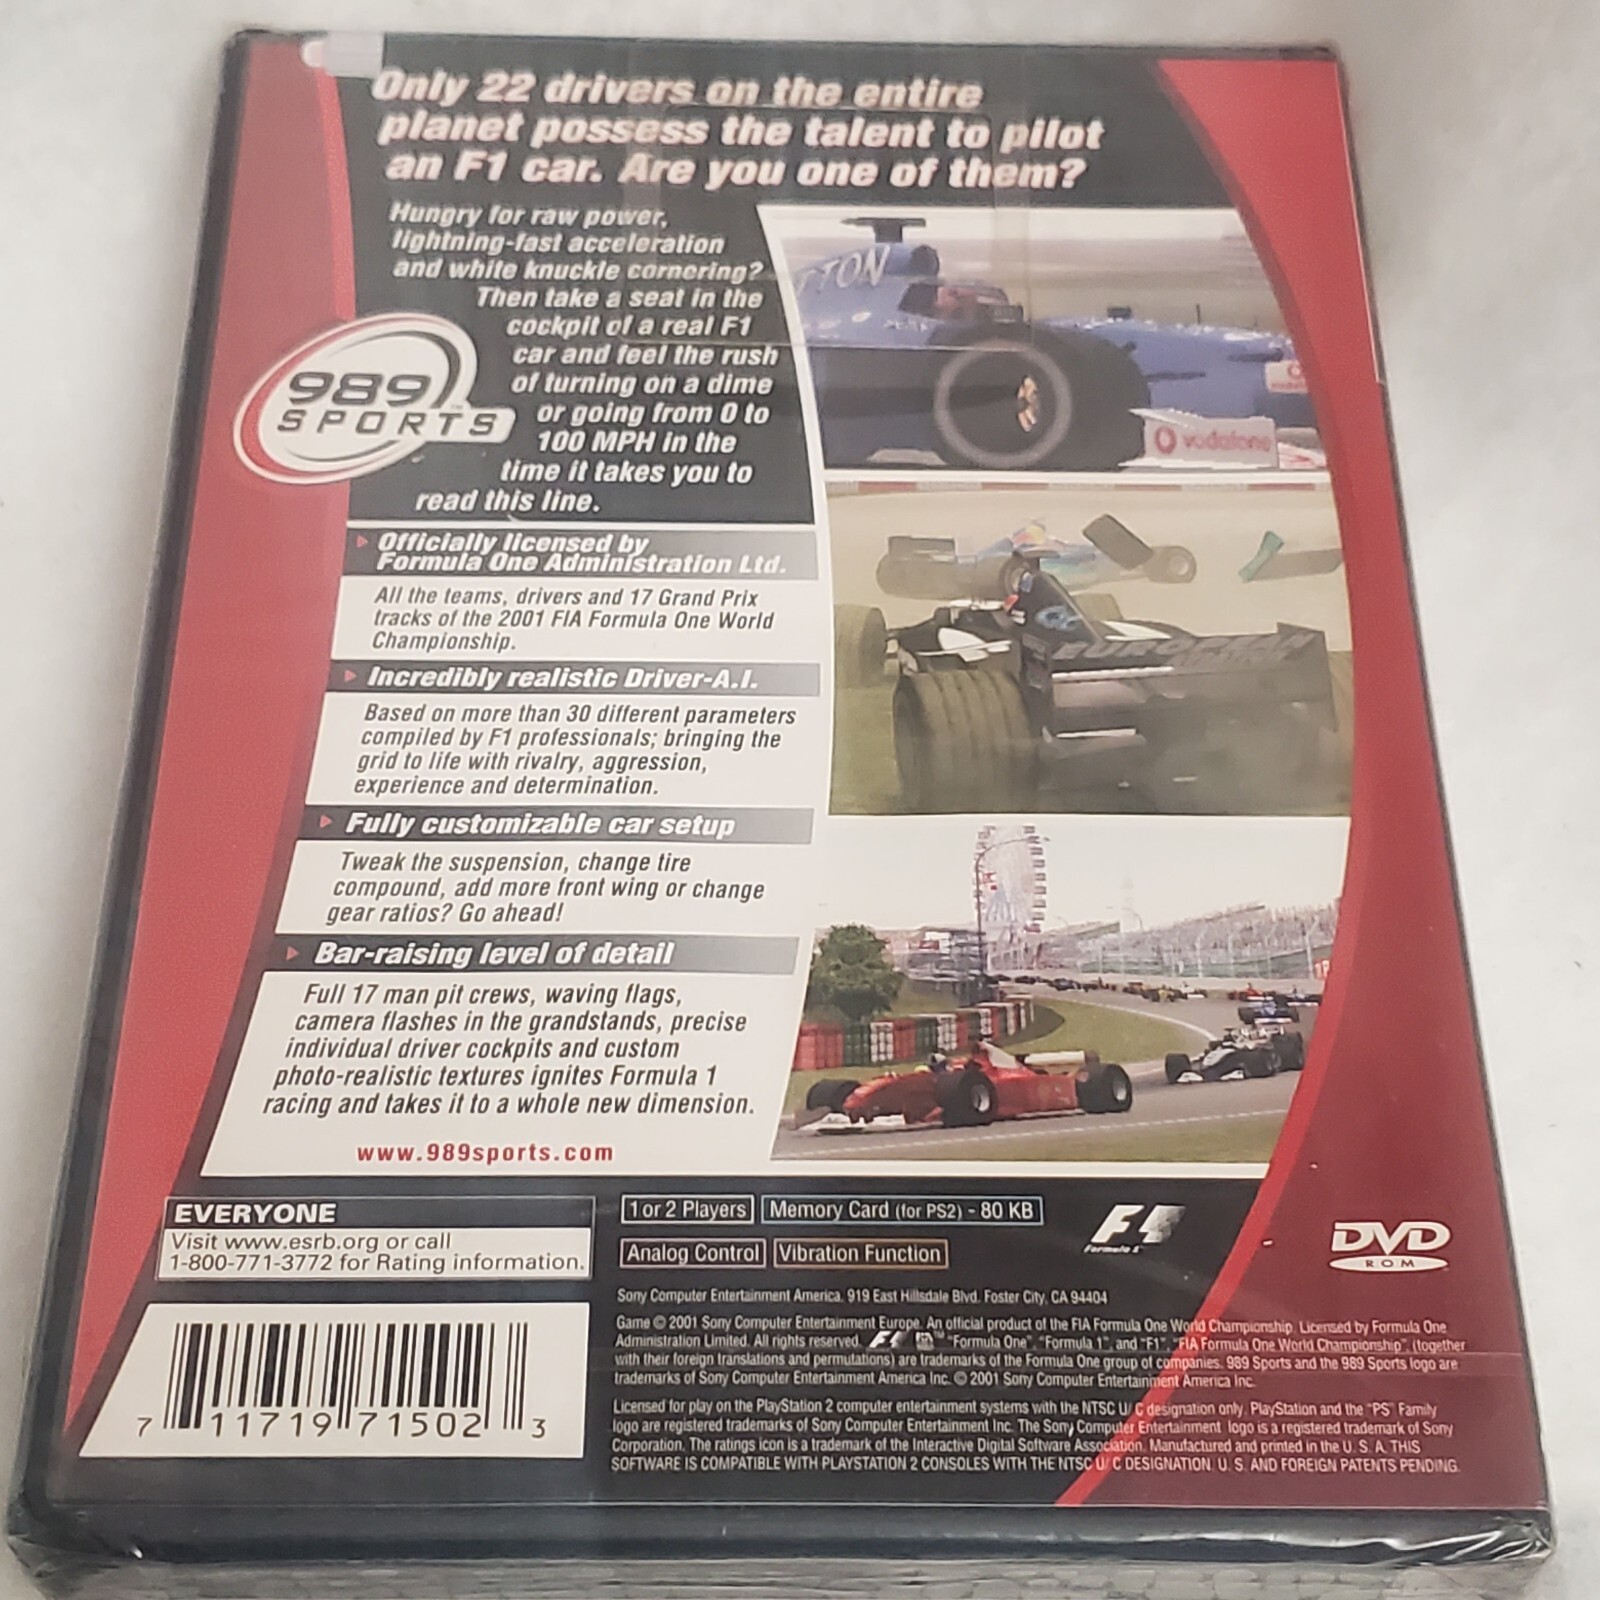 Only 22 drivers on the entire
planet possess the talent to pilot
an F1 car. Are you one of them?
Hungry for raw power,
lightning-fast acceleration
and white knuckle cornering?
Then take a seat in the
cockpit of a real F1
car and feel the rush
of turning on a dime
or going from 0 to
100 MPH in the
time it takes you to
read this line.
989
SPORTS™
TON
vodafone
EUROPEAN
Officially licensed by
Formula One Administration Ltd.
All the teams, drivers and 17 Grand Prix
tracks of the 2001 FIA Formula One World
Championship.
Incredibly realistic Driver-A.I.
Based on more than 30 different parameters
compiled by F1 professionals; bringing the
grid to life with rivalry, aggression,
experience and determination.
Fully customizable car setup
Tweak the suspension, change tire
compound, add more front wing or change
gear ratios? Go ahead!
Bar-raising level of detail
Full 17 man pit crews, waving flags,
camera flashes in the grandstands, precise
individual driver cockpits and custom
photo-realistic textures ignites Formula 1
racing and takes it to a whole new dimension.
www.989sports.com
EVERYONE
Visit www.esrb.org or call
1-800-771-3772 for Rating information.
7 11719 71502 3
1 or 2 Players
Memory Card (for PS2) - 80 KB
Analog Control
Vibration Function
F1
Formula 1
DVD
ROM
Sony Computer Entertainment America, 919 East Hillsdale Blvd. Foster City, CA 94404
Game © 2001 Sony Computer Entertainment Europe. An official product of the FIA Formula One World Championship. Licensed by Formula One
Administration Limited. All rights reserved. F1 ™ "Formula One", "Formula 1", and "F1", "FIA Formula One World Championship", (together
with their foreign translations and permutations) are trademarks of the Formula One group of companies. 989 Sports and the 989 Sports logo are
trademarks of Sony Computer Entertainment America Inc. © 2001 Sony Computer Entertainment America Inc.
Licensed for play on the PlayStation 2 computer entertainment systems with the NTSC U/C designation only. PlayStation and the "PS" Family
logo are registered trademarks of Sony Computer Entertainment Inc. The Sony Computer Entertainment logo is a registered trademark of Sony
Corporation. The ratings icon is a trademark of the Interactive Digital Software Association. Manufactured and printed in the U. S. A. THIS
SOFTWARE IS COMPATIBLE WITH PLAYSTATION 2 CONSOLES WITH THE NTSC U/C DESIGNATION. U. S. AND FOREIGN PATENTS PENDING.